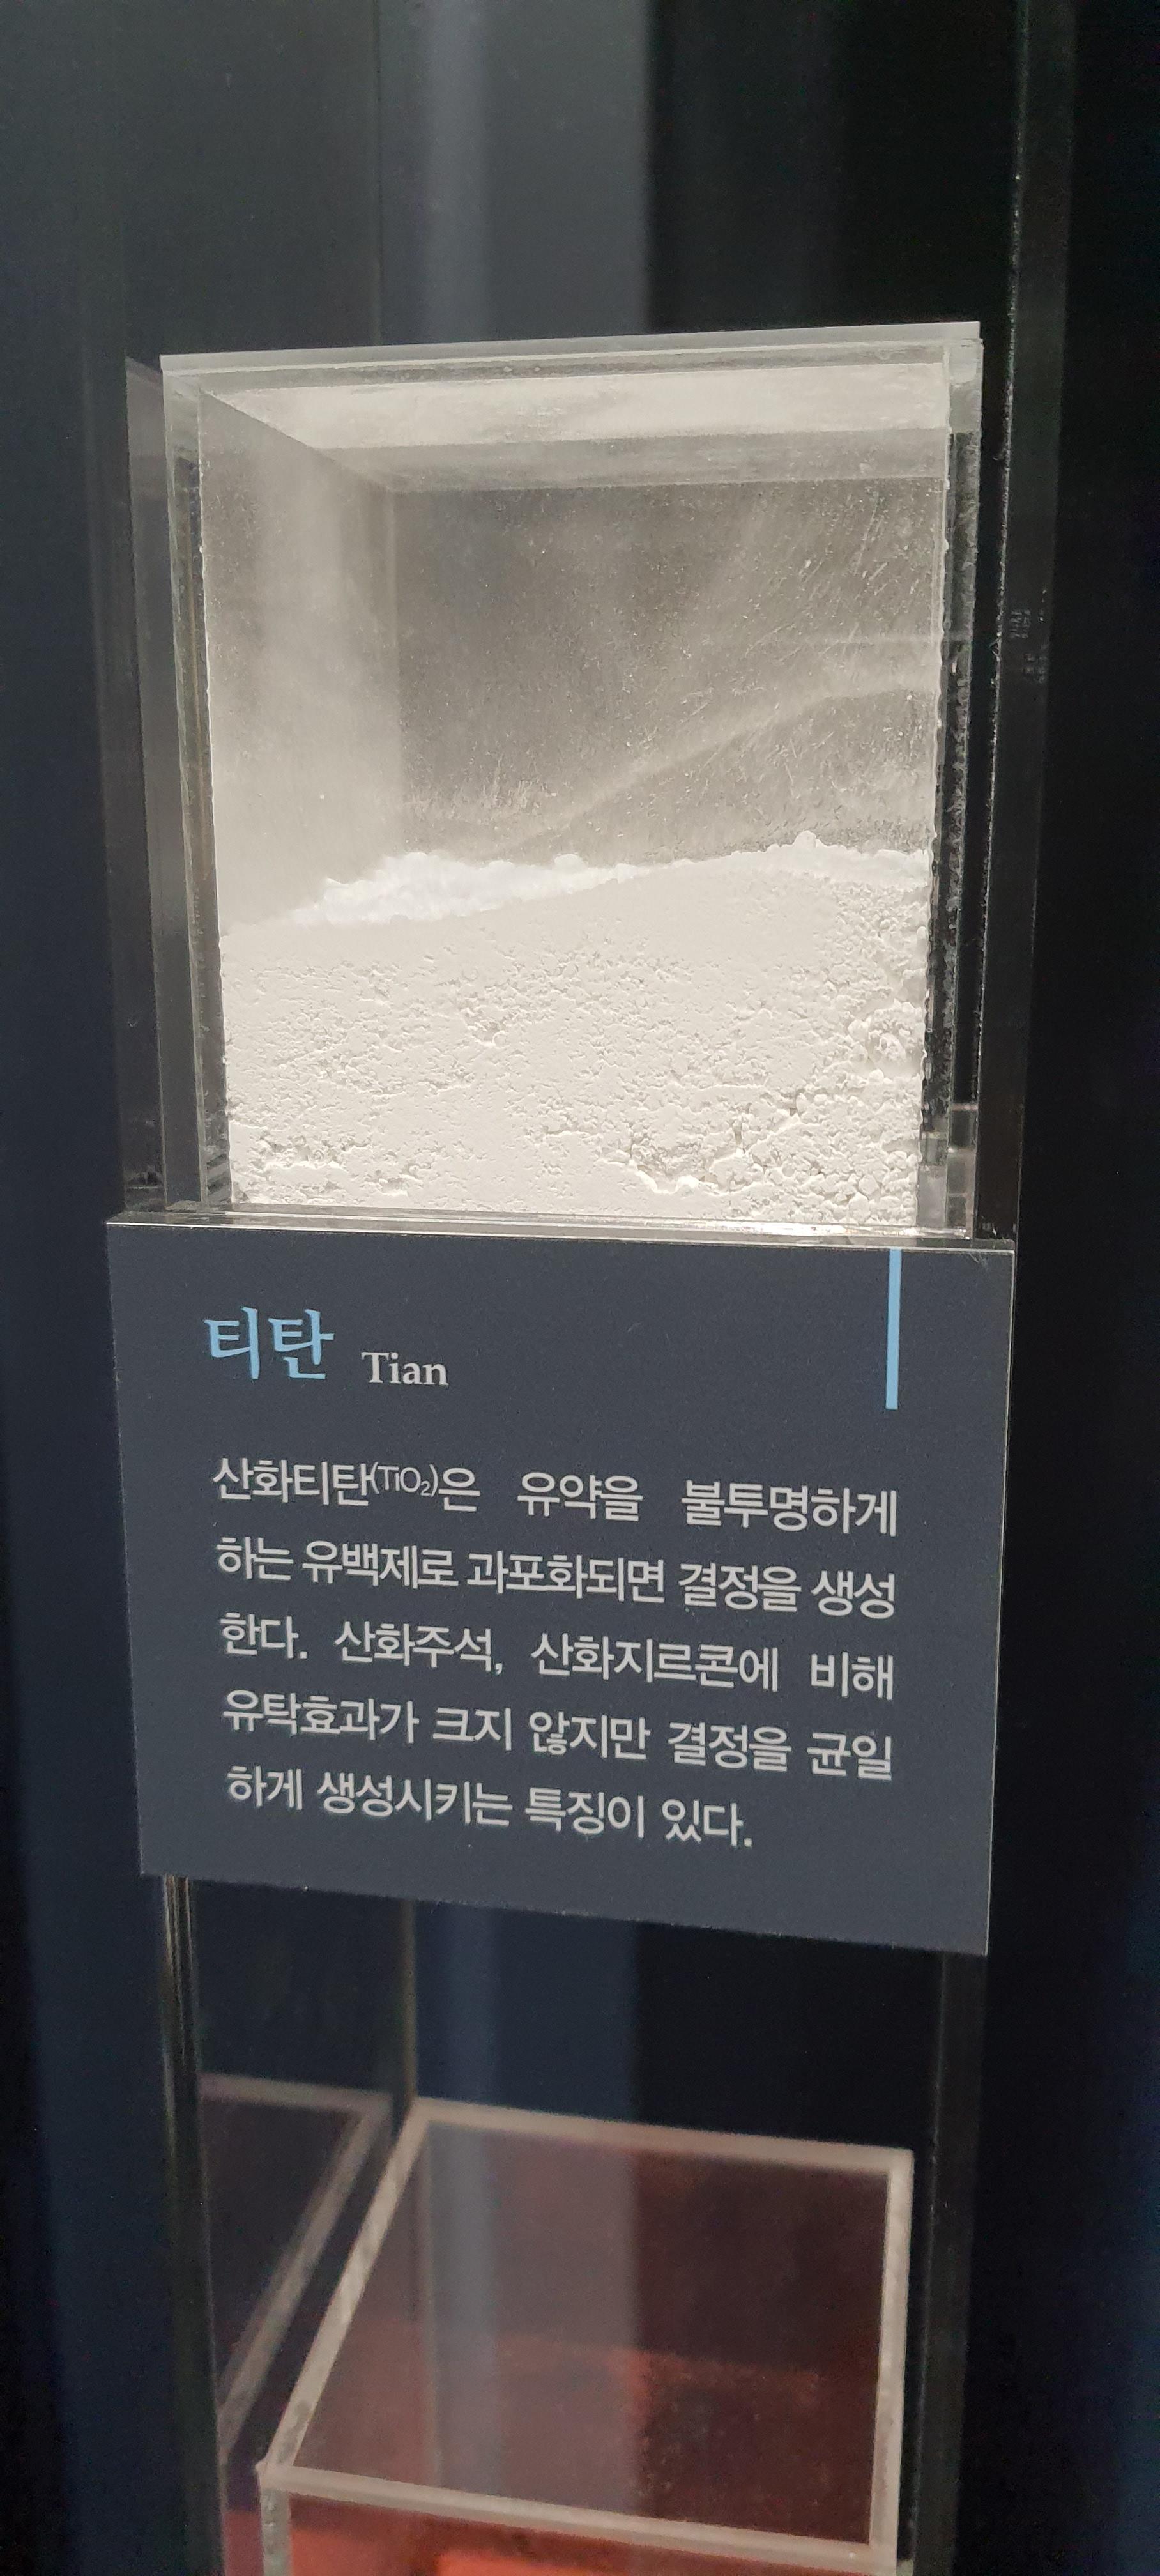 티탄 Tian
산화티탄(TiO₂)은 유약을 불투명하게
하는 유백제로 과포화되면 결정을 생성
한다. 산화주석, 산화지르콘에 비해
유탁효과가 크지 않지만 결정을 균일
하게 생성시키는 특징이 있다.